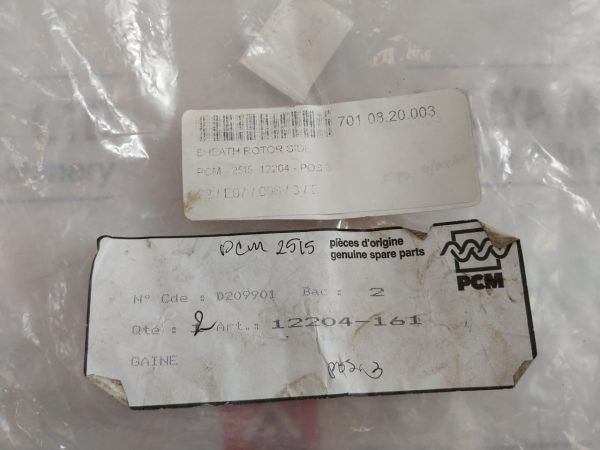 701 08.20.003
SHEATH ROTOR SIDE
PCM - 2515 12204 - POS 3
PCM 2515
pièces d'origine
genuine spare parts
PCM
N° Cde : D209901 Bac : 2
Qté : 2 Art.: 12204-161
GAINE
POS. 3